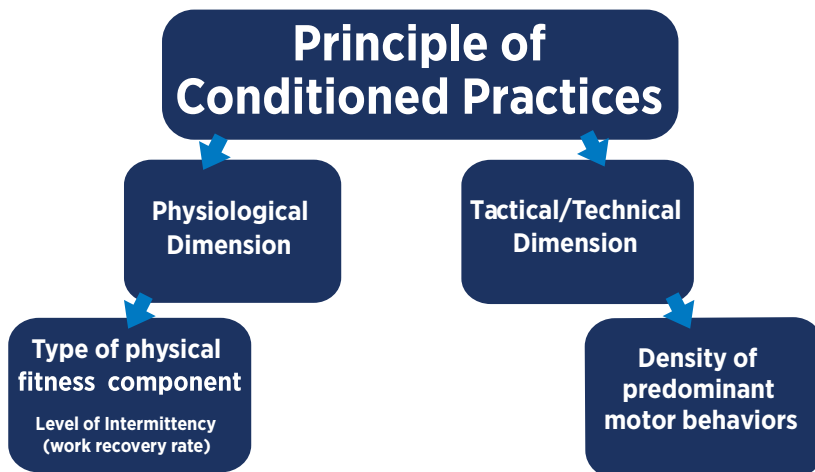 Principle of
Conditioned Practices
Physiological
Dimension
Tactical/Technical
Dimension
Type of physical
fitness component
Level of Intermittency
(work recovery rate)
Density of
predominant
motor behaviors